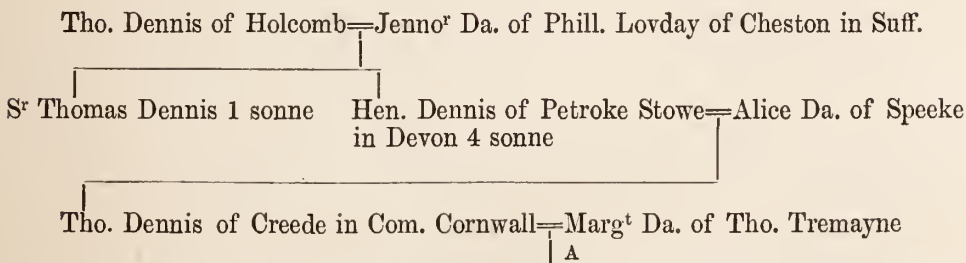 Tho. Dennis of Holcomb=Jennoʳ Da. of Phill. Lovday of Cheston in Suff.
Sʳ Thomas Dennis 1 sonne Hen. Dennis of Petroke Stowe=Alice Da. of Speeke
in Devon 4 sonne
Tho. Dennis of Creede in Com. Cornwall=Margᵗ Da. of Tho. Tremayne
A